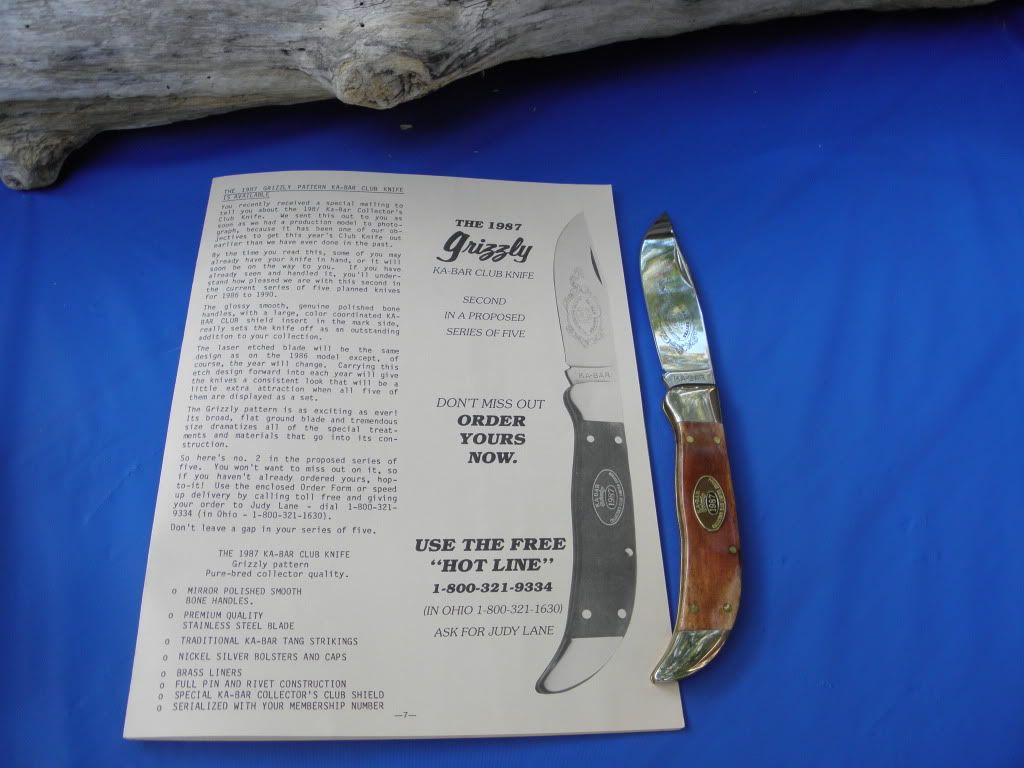 THE 1987 GRIZZLY PATTERN KA-BAR CLUB KNIFE
IS AVAILABLE
You recently received a special mailing to
tell you about the 1987 Ka-Bar Collector's
Club Knife. We sent this out to you as
soon as we had a production model to photo-
graph, because it has been one of our ob-
jectives to get this year's Club Knife out
earlier than we have ever done in the past.
By the time you read this, some of you may
already have your knife in hand, or it will
soon be on the way to you. If you have
already seen and handled it, you'll under-
stand how pleased we are with this second in
the current series of five planned knives
for 1986 to 1990.
The glossy smooth, genuine polished bone
handles, with a large, color coordinated KA-
BAR CLUB shield insert in the mark side,
really sets the knife off as an outstanding
addition to your collection.
The laser etched blade will be the same
design as on the 1986 model except, of
course, the year will change. Carrying this
etch design forward into each year will give
the knives a consistent look that will be a
little extra attraction when all five of
them are displayed as a set.
The Grizzly pattern is as exciting as ever!
Its broad, flat ground blade and tremendous
size dramatizes all of the special treat-
ments and materials that go into its con-
struction.
So here's no. 2 in the proposed series of
five. You won't want to miss out on it, so
if you haven't already ordered yours, hop-
to-it! Use the enclosed Order Form or speed
up delivery by calling toll free and giving
your order to Judy Lane - dial 1-800-321-
9334 (in Ohio - 1-800-321-1630).
Don't leave a gap in your series of five.
THE 1987 KA-BAR CLUB KNIFE
Grizzly pattern
Pure-bred collector quality.
o MIRROR POLISHED SMOOTH
BONE HANDLES.
o PREMIUM QUALITY
STAINLESS STEEL BLADE
o TRADITIONAL KA-BAR TANG STRIKINGS
o NICKEL SILVER BOLSTERS AND CAPS
o BRASS LINERS
o FULL PIN AND RIVET CONSTRUCTION
o SPECIAL KA-BAR COLLECTOR'S CLUB SHIELD
o SERIALIZED WITH YOUR MEMBERSHIP NUMBER
—7—
THE 1987
Grizzly
KA-BAR CLUB KNIFE
SECOND
IN A PROPOSED
SERIES OF FIVE
DON'T MISS OUT
ORDER
YOURS
NOW.
USE THE FREE
"HOT LINE"
1-800-321-9334
(IN OHIO 1-800-321-1630)
ASK FOR JUDY LANE
KA-BAR
1987
KA-BAR
1987